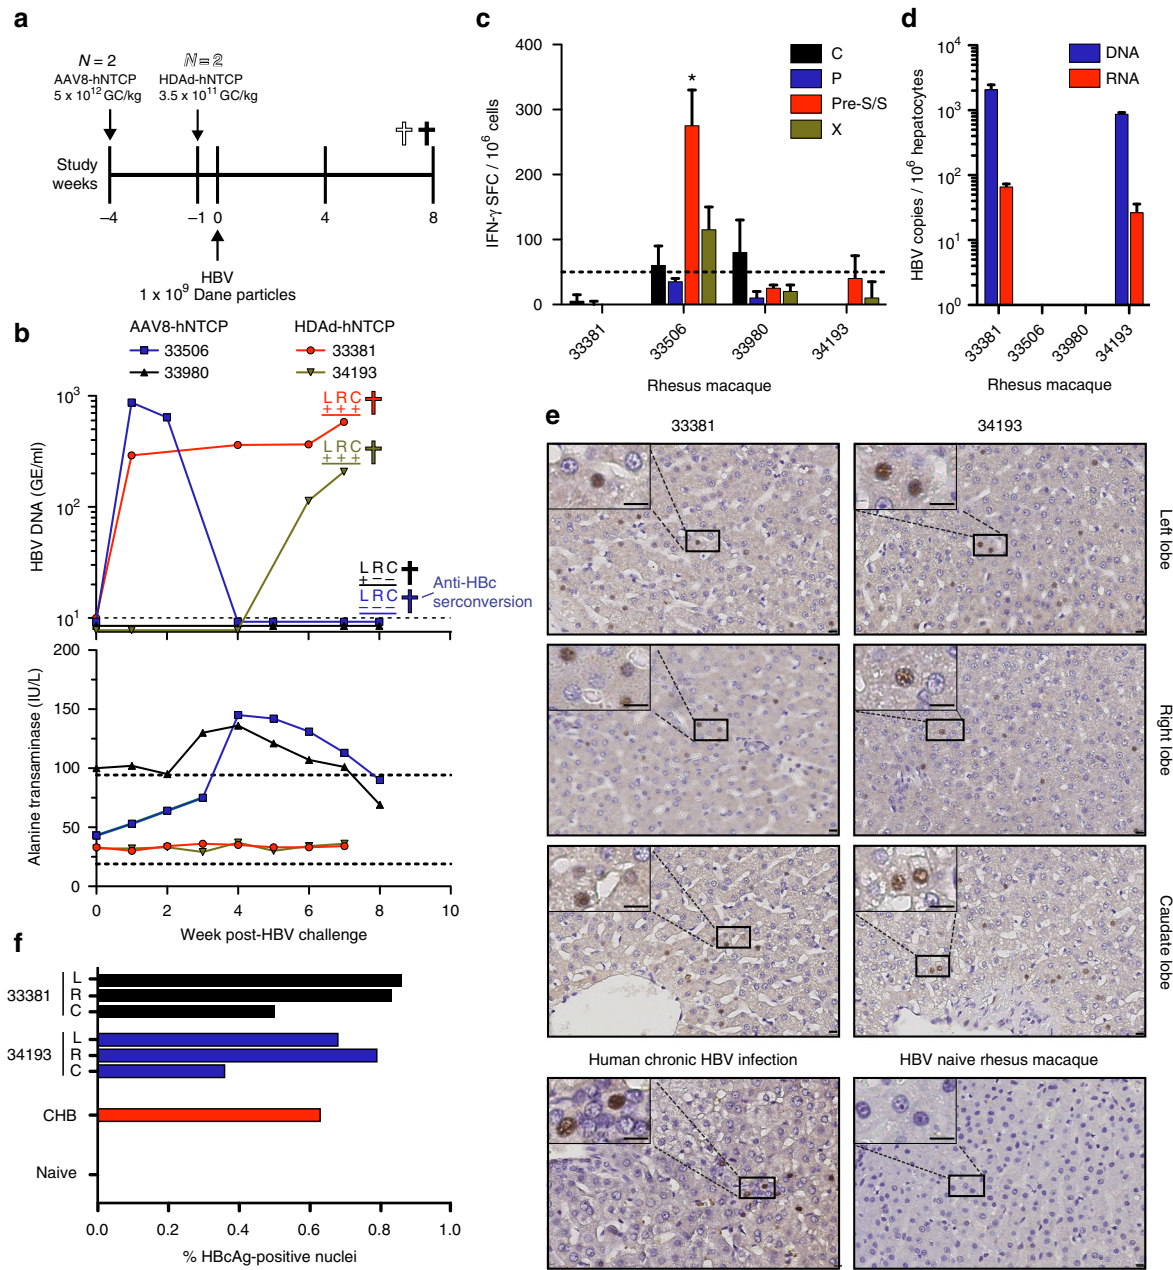 a
N = 2
AAV8-hNTCP
5 x 10¹² GC/kg
N = 2
HDAd-hNTCP
3.5 x 10¹¹ GC/kg
Study
weeks
–4
–1
0
4
8
HBV
1 x 10⁹ Dane particles
b
AAV8-hNTCP
33506
33980
HDAd-hNTCP
33381
34193
HBV DNA (GE/ml)
10³
10²
10¹
L R C
+ + +
L R C
+ + +
L R C
+ – –
L R C
– – –
Anti-HBc
serconversion
Alanine transaminase (IU/L)
200
150
100
50
0
0 2 4 6 8 10
Week post-HBV challenge
c
IFN-γ SFC / 10⁶ cells
400
300
200
100
0
*
C
P
Pre-S/S
X
33381
33506
33980
34193
Rhesus macaque
d
HBV copies / 10⁶ hepatocytes
10⁴
10³
10²
10¹
10⁰
DNA
RNA
33381
33506
33980
34193
Rhesus macaque
e
33381
34193
Left lobe
Right lobe
Caudate lobe
Human chronic HBV infection
HBV naive rhesus macaque
f
33381
L
R
C
34193
L
R
C
CHB
Naive
0.0 0.2 0.4 0.6 0.8 1.0
% HBcAg-positive nuclei